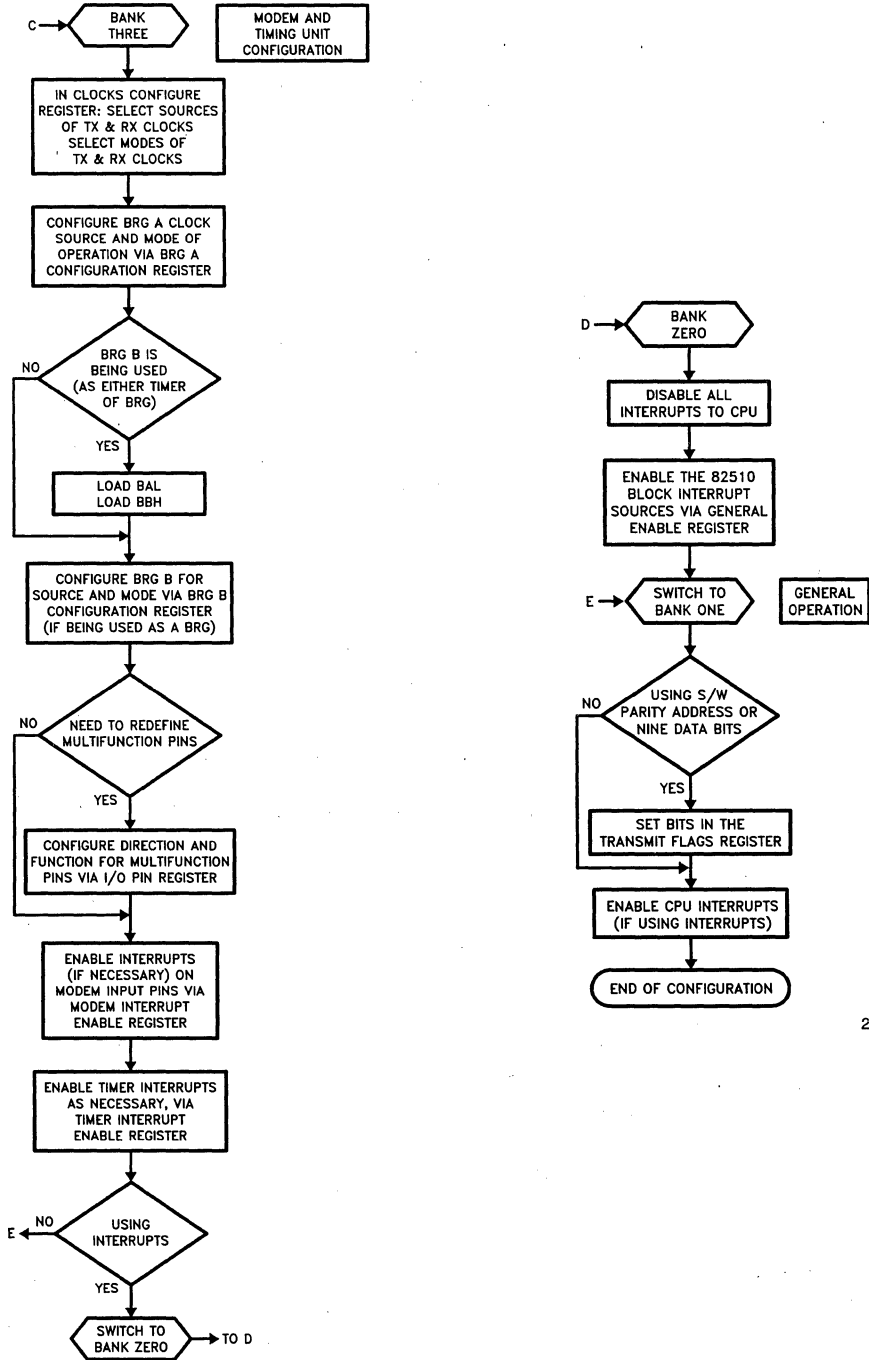 C
BANK
THREE
MODEM AND
TIMING UNIT
CONFIGURATION
IN CLOCKS CONFIGURE
REGISTER: SELECT SOURCES
OF TX & RX CLOCKS
SELECT MODES OF
TX & RX CLOCKS
CONFIGURE BRG A CLOCK
SOURCE AND MODE OF
OPERATION VIA BRG A
CONFIGURATION REGISTER
BRG B IS
BEING USED
(AS EITHER TIMER
OF BRG)
NO
YES
LOAD BAL
LOAD BBH
CONFIGURE BRG B FOR
SOURCE AND MODE VIA BRG B
CONFIGURATION REGISTER
(IF BEING USED AS A BRG)
NO
NEED TO REDEFINE
MULTIFUNCTION PINS
YES
CONFIGURE DIRECTION AND
FUNCTION FOR MULTIFUNCTION
PINS VIA I/O PIN REGISTER
ENABLE INTERRUPTS
(IF NECESSARY) ON
MODEM INPUT PINS VIA
MODEM INTERRUPT
ENABLE REGISTER
ENABLE TIMER INTERRUPTS
AS NECESSARY, VIA
TIMER INTERRUPT
ENABLE REGISTER
E
NO
USING
INTERRUPTS
YES
SWITCH TO
BANK ZERO
TO D
D
BANK
ZERO
DISABLE ALL
INTERRUPTS TO CPU
ENABLE THE 82510
BLOCK INTERRUPT
SOURCES VIA GENERAL
ENABLE REGISTER
E
SWITCH TO
BANK ONE
GENERAL
OPERATION
NO
USING S/W
PARITY ADDRESS OR
NINE DATA BITS
YES
SET BITS IN THE
TRANSMIT FLAGS REGISTER
ENABLE CPU INTERRUPTS
(IF USING INTERRUPTS)
END OF CONFIGURATION
2